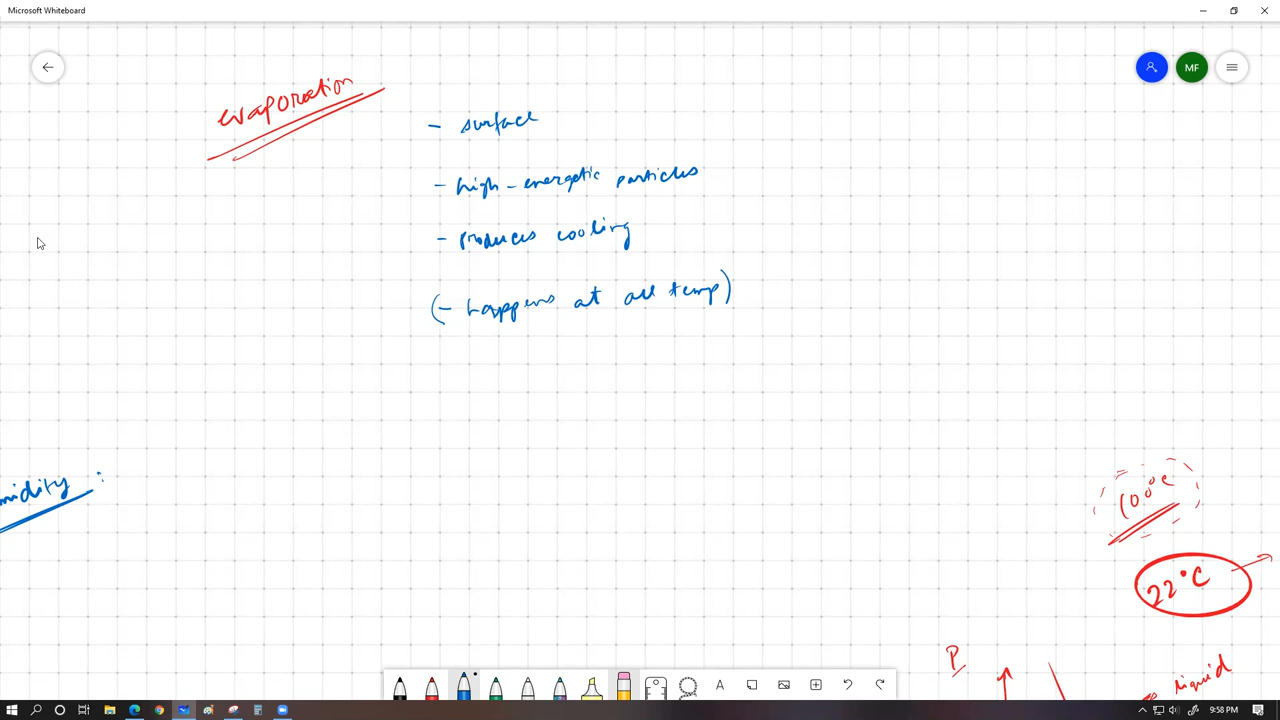 Microsoft Whiteboard
MF
evaporation
- surface
- high-energetic particles
- produces cooling
(- happens at all temp)
midity :
100°C
22°C
P
liquid
A
9:58 PM